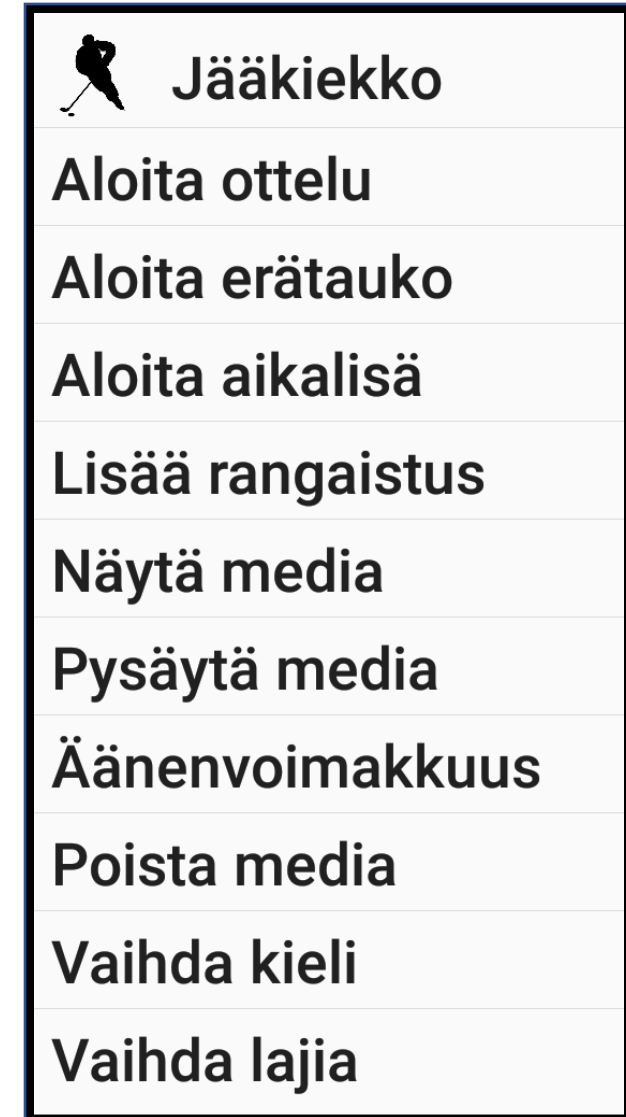 Jääkiekko
Aloita ottelu
Aloita erätauko
Aloita aikalisä
Lisää rangaistus
Näytä media
Pysäytä media
Äänenvoimakkuus
Poista media
Vaihda kieli
Vaihda lajia